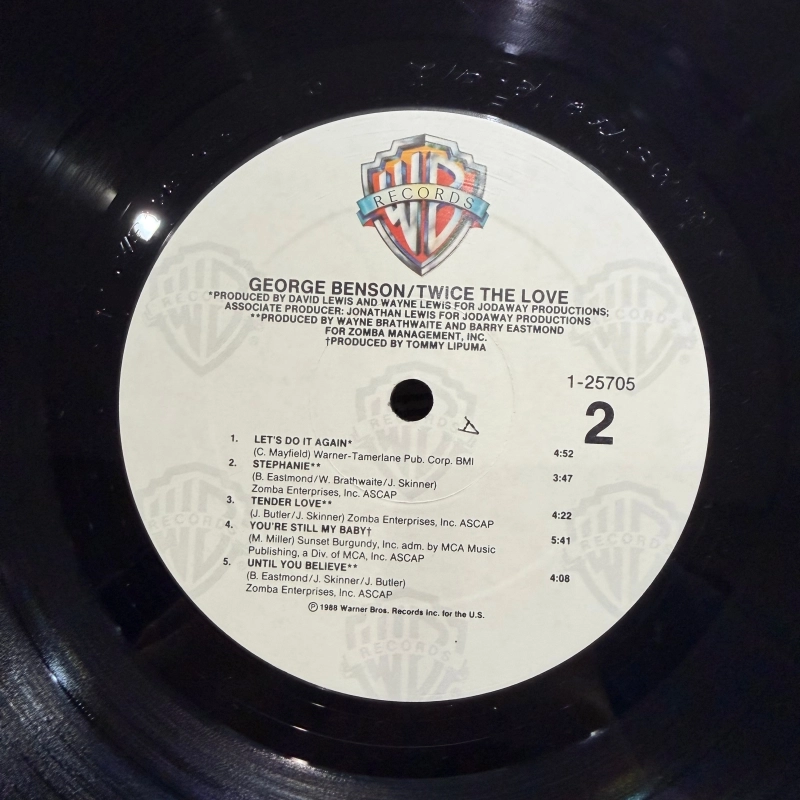 WB
RECORDS
GEORGE BENSON/TWICE THE LOVE
*PRODUCED BY DAVID LEWIS AND WAYNE LEWIS FOR JODAWAY PRODUCTIONS;
ASSOCIATE PRODUCER: JONATHAN LEWIS FOR JODAWAY PRODUCTIONS
**PRODUCED BY WAYNE BRATHWAITE AND BARRY EASTMOND
FOR ZOMBA MANAGEMENT, INC.
†PRODUCED BY TOMMY LIPUMA
1-25705
2
A
1. LET'S DO IT AGAIN*
(C. Mayfield) Warner-Tamerlane Pub. Corp. BMI 4:52
2. STEPHANIE** 3:47
(B. Eastmond/W. Brathwaite/J. Skinner)
Zomba Enterprises, Inc. ASCAP
3. TENDER LOVE**
(J. Butler/J. Skinner) Zomba Enterprises, Inc. ASCAP 4:22
4. YOU'RE STILL MY BABY† 5:41
(M. Miller) Sunset Burgundy, Inc. adm. by MCA Music
Publishing, a Div. of MCA, Inc. ASCAP
5. UNTIL YOU BELIEVE** 4:08
(B. Eastmond/J. Skinner/J. Butler)
Zomba Enterprises, Inc. ASCAP
℗ 1988 Warner Bros. Records Inc. for the U.S.
RECORDS